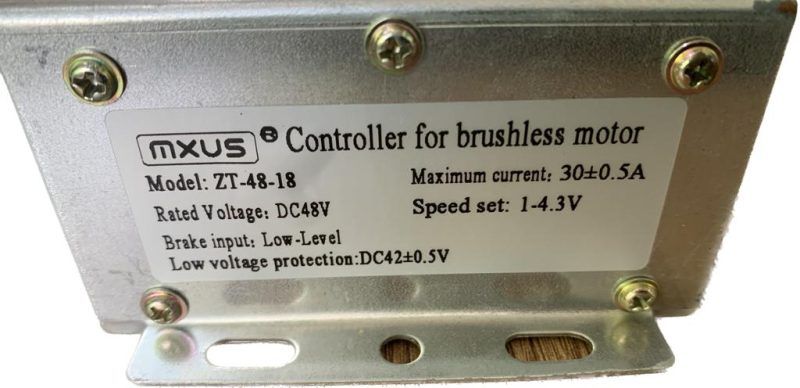 mxus® Controller for brushless motor
Model: ZT-48-18 Maximum current: 30±0.5A
Rated Voltage: DC48V Speed set: 1-4.3V
Brake input: Low-Level
Low voltage protection:DC42±0.5V